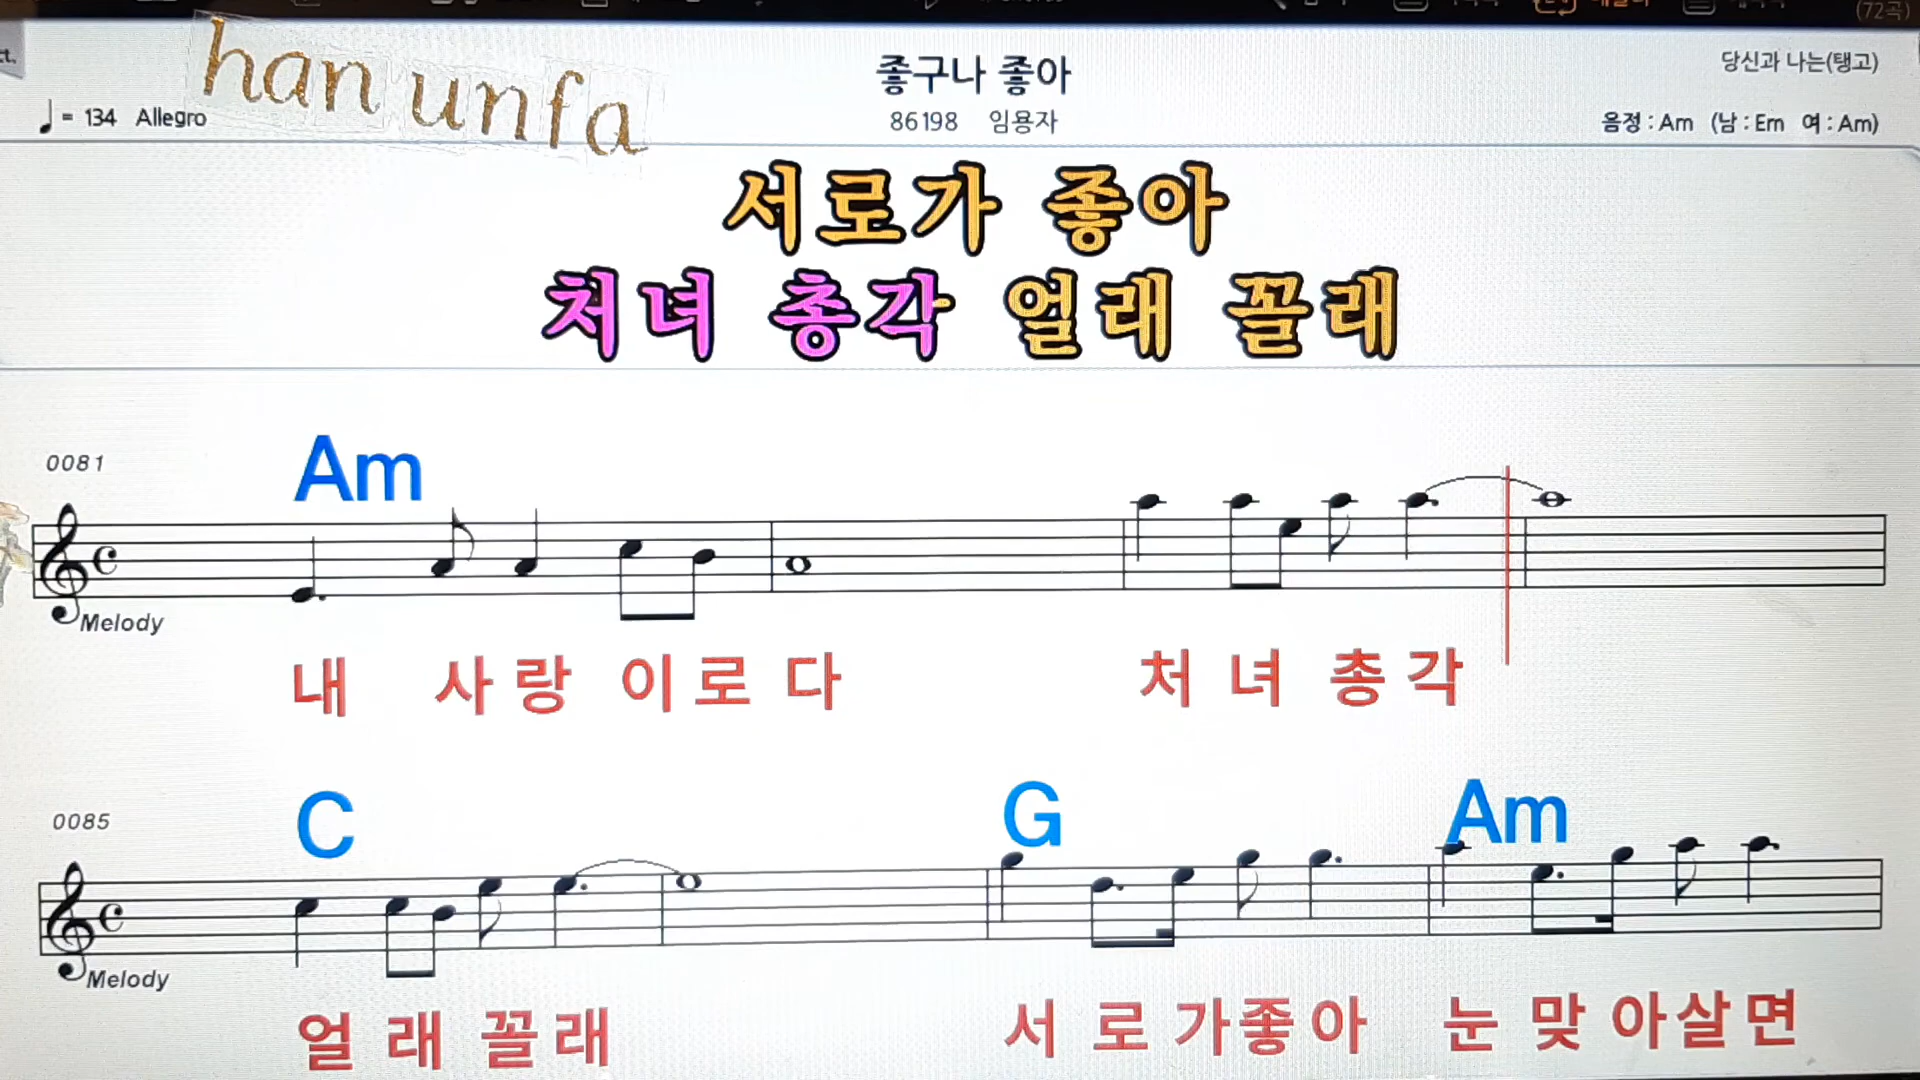 han unfa
좋구나 좋아
당신과 나는(탱고)
= 134 Allegro
86198 임용자
음정 : Am (남 : Em 여 : Am)
서로가 좋아
처녀 총각 얼래 꼴래
0081
Am
Melody
내 사랑 이로다 처녀 총각
0085
C G Am
Melody
얼래 꼴래 서로가좋아 눈맞아살면
(72곡)
ct.